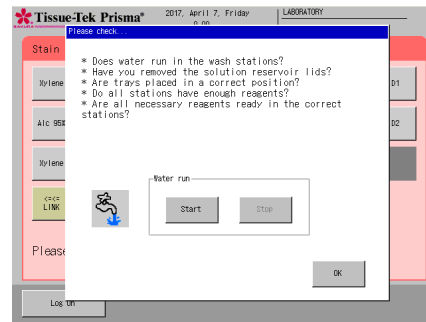 Tissue-Tek Prisma*
2017, April 7, Friday
LABORATORY
Please check...
Stain
* Does water run in the wash stations?
* Have you removed the solution reservoir lids?
* Are trays placed in a correct position?
* Do all stations have enough reagents?
* Are all necessary reagents ready in the correct
stations?
Xylene
D1
Alc 95%
D2
Xylene
Water run
<=<=
LINK
Start
Stop
Please
OK
Log on